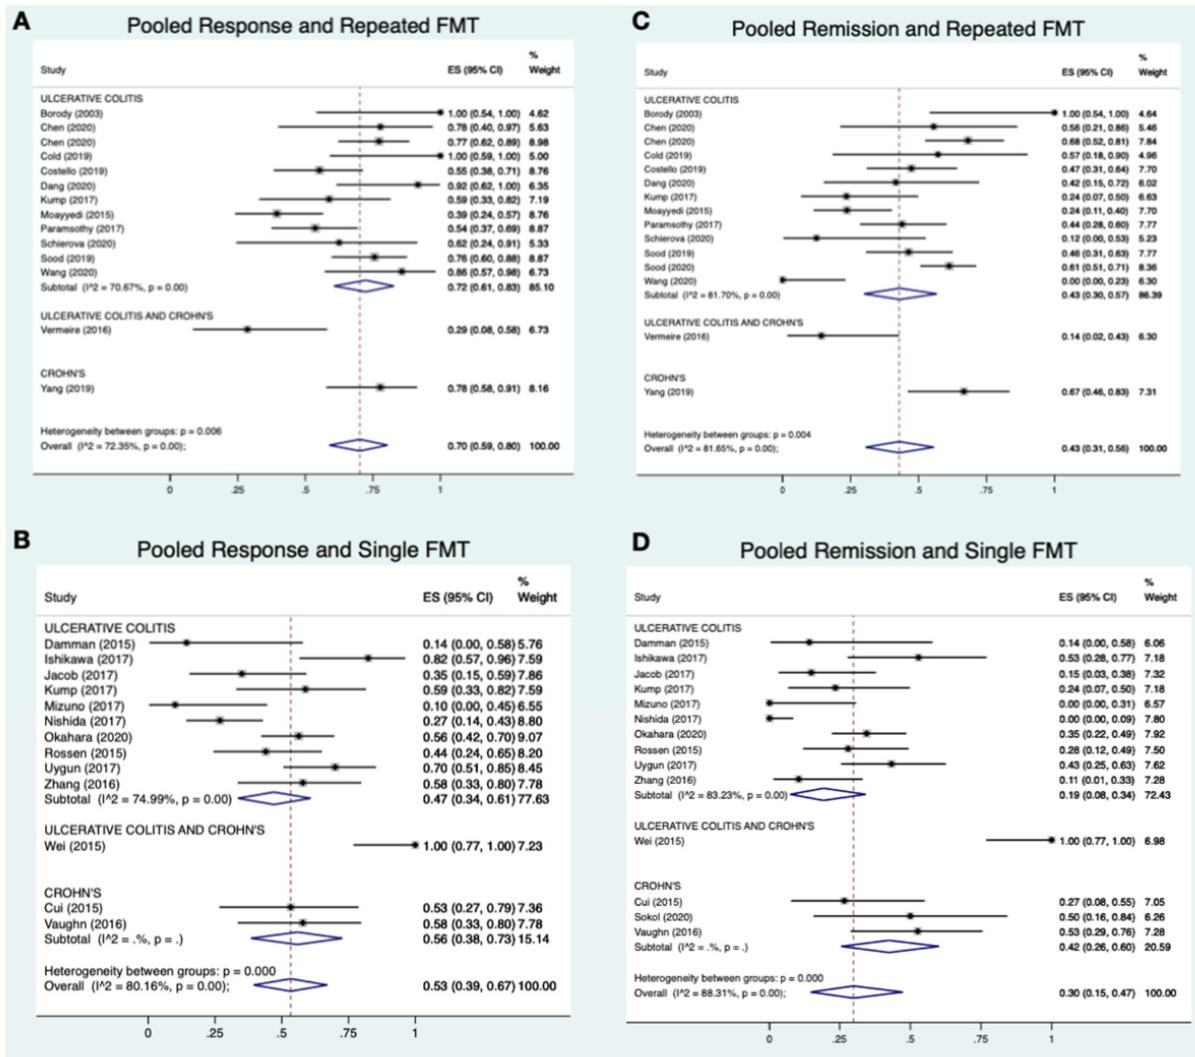 A
Pooled Response and Repeated FMT
%
Study ES (95% CI) Weight
ULCERATIVE COLITIS
Borody (2003) 1.00 (0.54, 1.00) 4.62
Chen (2020) 0.78 (0.40, 0.97) 5.63
Chen (2020) 0.77 (0.62, 0.89) 8.98
Cold (2019) 1.00 (0.59, 1.00) 5.00
Costello (2019) 0.55 (0.38, 0.71) 8.76
Dang (2020) 0.92 (0.62, 1.00) 6.35
Kump (2017) 0.59 (0.33, 0.82) 7.19
Moayyedi (2015) 0.39 (0.24, 0.57) 8.76
Paramsothy (2017) 0.54 (0.37, 0.69) 8.87
Schierova (2020) 0.62 (0.24, 0.91) 5.33
Sood (2019) 0.76 (0.60, 0.88) 8.87
Wang (2020) 0.86 (0.57, 0.98) 6.73
Subtotal (I^2 = 70.67%, p = 0.00) 0.72 (0.61, 0.83) 85.10
ULCERATIVE COLITIS AND CROHN'S
Vermeire (2016) 0.29 (0.08, 0.58) 6.73
CROHN'S
Yang (2019) 0.78 (0.58, 0.91) 8.16
Heterogeneity between groups: p = 0.006
Overall (I^2 = 72.35%, p = 0.00); 0.70 (0.59, 0.80) 100.00
0 .25 .5 .75 1
C
Pooled Remission and Repeated FMT
%
Study ES (95% CI) Weight
ULCERATIVE COLITIS
Borody (2003) 1.00 (0.54, 1.00) 4.64
Chen (2020) 0.56 (0.21, 0.86) 5.46
Chen (2020) 0.68 (0.52, 0.81) 7.84
Cold (2019) 0.57 (0.18, 0.90) 4.96
Costello (2019) 0.47 (0.31, 0.64) 7.70
Dang (2020) 0.42 (0.15, 0.72) 6.02
Kump (2017) 0.24 (0.07, 0.50) 6.63
Moayyedi (2015) 0.24 (0.11, 0.40) 7.70
Paramsothy (2017) 0.44 (0.28, 0.60) 7.77
Schierova (2020) 0.12 (0.00, 0.53) 5.23
Sood (2019) 0.46 (0.31, 0.63) 7.77
Sood (2020) 0.61 (0.51, 0.71) 8.36
Wang (2020) 0.00 (0.00, 0.23) 6.30
Subtotal (I^2 = 81.70%, p = 0.00) 0.43 (0.30, 0.57) 86.39
ULCERATIVE COLITIS AND CROHN'S
Vermeire (2016) 0.14 (0.02, 0.43) 6.30
CROHN'S
Yang (2019) 0.67 (0.46, 0.83) 7.31
Heterogeneity between groups: p = 0.004
Overall (I^2 = 81.65%, p = 0.00); 0.43 (0.31, 0.56) 100.00
0 .25 .5 .75 1
B
Pooled Response and Single FMT
%
Study ES (95% CI) Weight
ULCERATIVE COLITIS
Damman (2015) 0.14 (0.00, 0.58) 5.76
Ishikawa (2017) 0.82 (0.57, 0.96) 7.59
Jacob (2017) 0.35 (0.15, 0.59) 7.86
Kump (2017) 0.59 (0.33, 0.82) 7.59
Mizuno (2017) 0.10 (0.00, 0.45) 6.55
Nishida (2017) 0.27 (0.14, 0.43) 8.80
Okahara (2020) 0.56 (0.42, 0.70) 9.07
Rossen (2015) 0.44 (0.24, 0.65) 8.20
Uygun (2017) 0.70 (0.51, 0.85) 8.45
Zhang (2016) 0.58 (0.33, 0.80) 7.78
Subtotal (I^2 = 74.99%, p = 0.00) 0.47 (0.34, 0.61) 77.63
ULCERATIVE COLITIS AND CROHN'S
Wei (2015) 1.00 (0.77, 1.00) 7.23
CROHN'S
Cui (2015) 0.53 (0.27, 0.79) 7.36
Vaughn (2016) 0.58 (0.33, 0.80) 7.78
Subtotal (I^2 = .%, p = .) 0.56 (0.38, 0.73) 15.14
Heterogeneity between groups: p = 0.000
Overall (I^2 = 80.16%, p = 0.00); 0.53 (0.39, 0.67) 100.00
0 .25 .5 .75 1
D
Pooled Remission and Single FMT
%
Study ES (95% CI) Weight
ULCERATIVE COLITIS
Damman (2015) 0.14 (0.00, 0.58) 6.06
Ishikawa (2017) 0.53 (0.28, 0.77) 7.18
Jacob (2017) 0.15 (0.03, 0.38) 7.32
Kump (2017) 0.24 (0.07, 0.50) 7.18
Mizuno (2017) 0.00 (0.00, 0.31) 6.57
Nishida (2017) 0.00 (0.00, 0.09) 7.80
Okahara (2020) 0.35 (0.22, 0.49) 7.92
Rossen (2015) 0.28 (0.12, 0.49) 7.50
Uygun (2017) 0.43 (0.25, 0.63) 7.62
Zhang (2016) 0.11 (0.01, 0.33) 7.28
Subtotal (I^2 = 83.23%, p = 0.00) 0.19 (0.08, 0.34) 72.43
ULCERATIVE COLITIS AND CROHN'S
Wei (2015) 1.00 (0.77, 1.00) 6.98
CROHN'S
Cui (2015) 0.27 (0.08, 0.55) 7.05
Sokol (2020) 0.50 (0.16, 0.84) 6.26
Vaughn (2016) 0.53 (0.29, 0.76) 7.28
Subtotal (I^2 = .%, p = .) 0.42 (0.26, 0.60) 20.59
Heterogeneity between groups: p = 0.000
Overall (I^2 = 88.31%, p = 0.00); 0.30 (0.15, 0.47) 100.00
0 .25 .5 .75 1